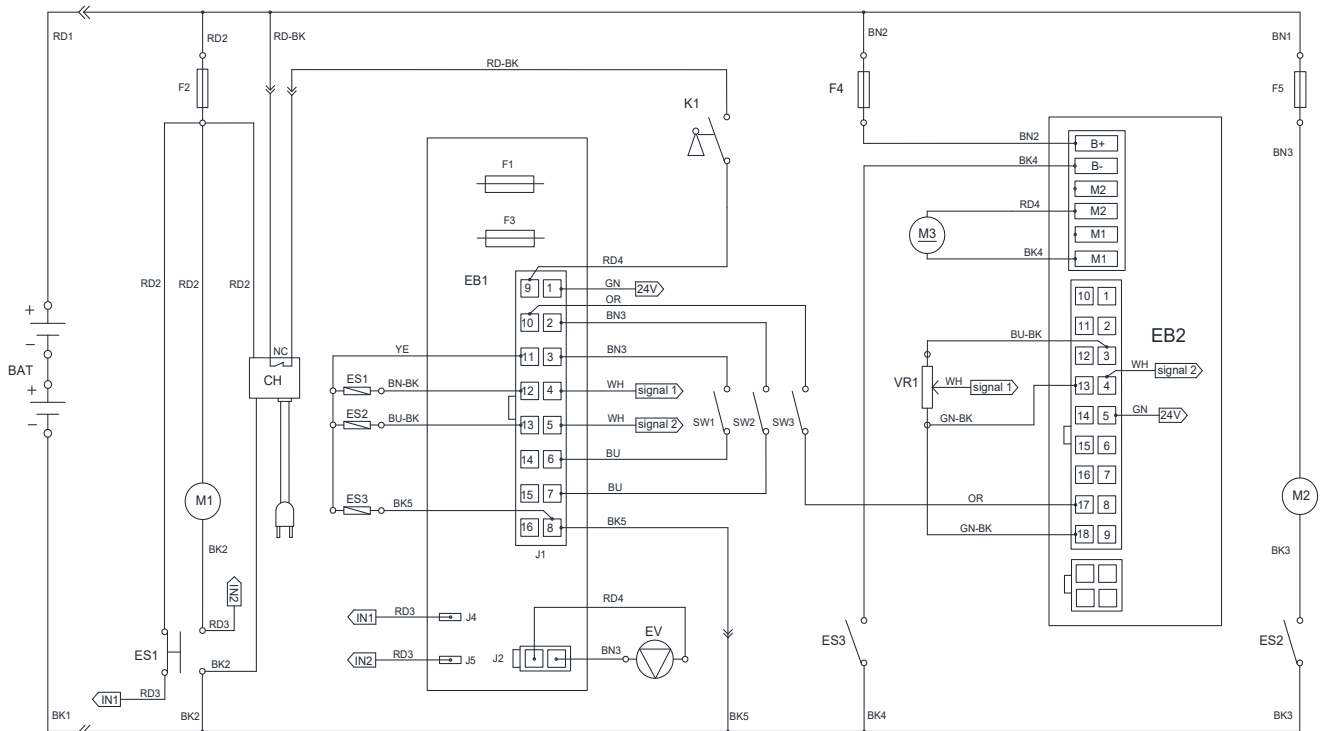 RD1
RD2
RD-BK
BN2
BN1
RD-BK
F2
K1
F4
F5
BN2
B+
BK4
B-
BN3
M2
RD4
M2
M3
M1
BK4
M1
F1
F3
RD4
EB1
9 1
GN
24V
OR
10 2
BN3
YE
11 3
BN3
ES1
BN-BK
12 4
WH
signal 1
ES2
BU-BK
13 5
WH
signal 2
SW1
SW2
SW3
14 6
BU
15 7
BU
ES3
BK5
16 8
BK5
J1
RD2
RD2
RD2
+
-
BAT
+
-
NC
CH
M1
BK2
IN2
RD3
ES1
BK2
IN1
RD3
BK1
BK2
IN1
RD3
J4
IN2
RD3
J5
RD4
J2
BN3
EV
BK5
10 1
11 2
EB2
BU-BK
12 3
WH
signal 2
VR1
WH
signal 1
13 4
GN-BK
14 5
GN
24V
15 6
16 7
OR
17 8
GN-BK
18 9
M2
BK3
ES3
ES2
BK4
BK3